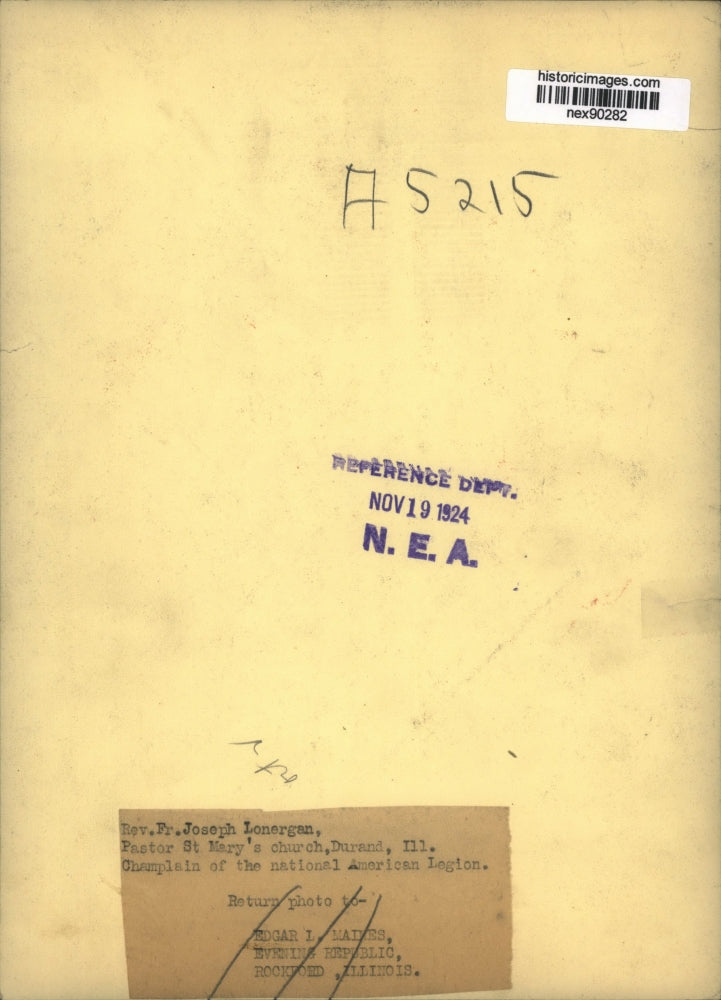 historicimages.com
nex90282
A5215
REFERENCE DEPT.
NOV 19 1924
N. E. A.
Rev.Fr.Joseph Lonergan,
Pastor St Mary's church,Durand, Ill.
Champlain of the national American Legion.
Return photo to-
EDGAR L. MAINES,
EVENING REPUBLIC,
ROCKFORD ,ILLINOIS.